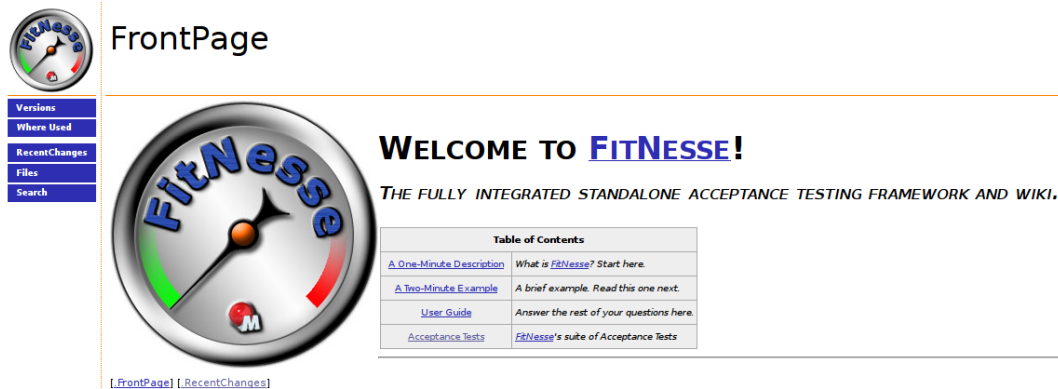 FitNesse
FrontPage
Versions
Where Used
RecentChanges
Files
Search
FitNesse
M
WELCOME TO FITNESSE!
THE FULLY INTEGRATED STANDALONE ACCEPTANCE TESTING FRAMEWORK AND WIKI.
Table of Contents
A One-Minute Description What is FitNesse? Start here.
A Two-Minute Example A brief example. Read this one next.
User Guide Answer the rest of your questions here.
Acceptance Tests FitNesse's suite of Acceptance Tests
[.FrontPage] [.RecentChanges]